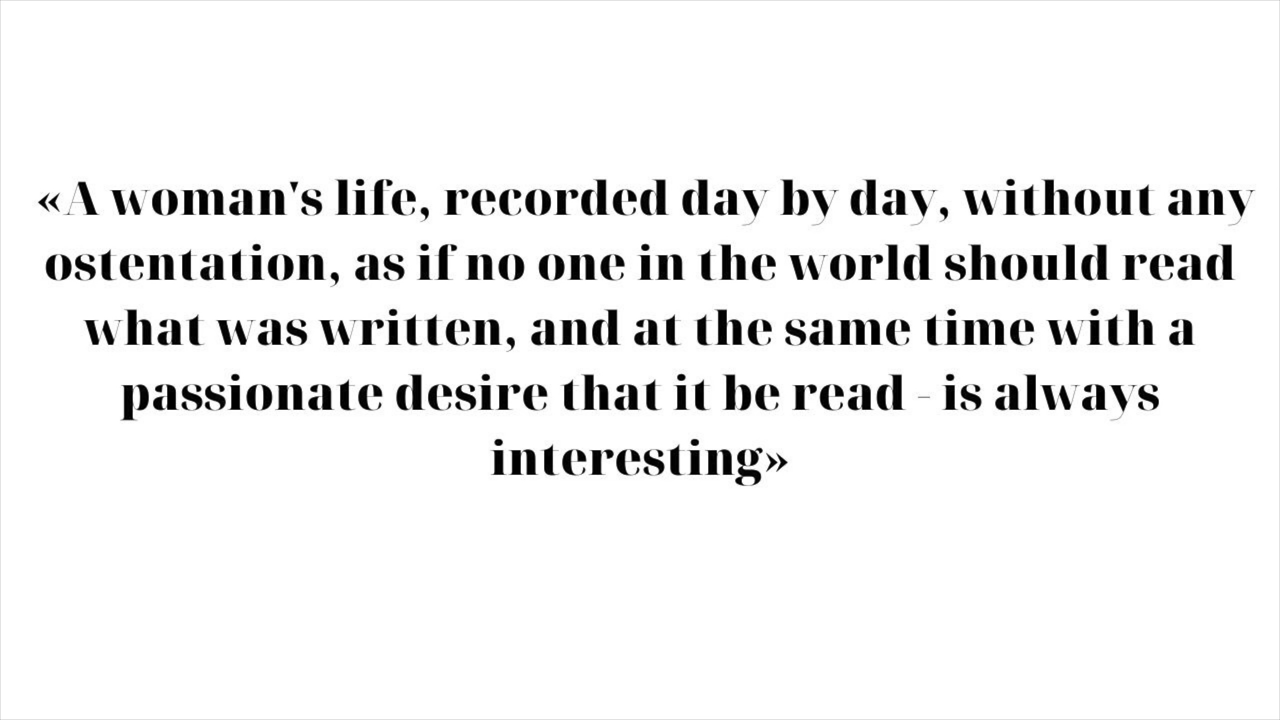 «A woman's life, recorded day by day, without any
ostentation, as if no one in the world should read
what was written, and at the same time with a
passionate desire that it be read - is always
interesting»